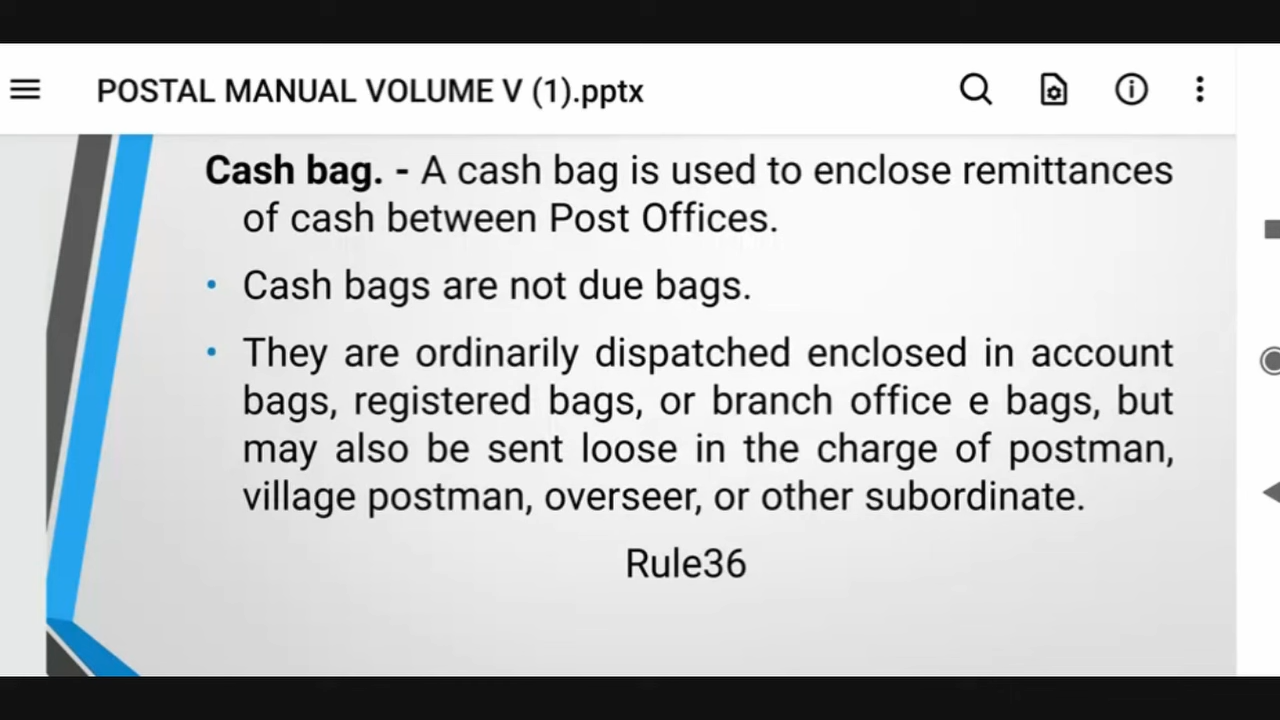 POSTAL MANUAL VOLUME V (1).pptx
Cash bag. - A cash bag is used to enclose remittances
of cash between Post Offices.
• Cash bags are not due bags.
• They are ordinarily dispatched enclosed in account
bags, registered bags, or branch office e bags, but
may also be sent loose in the charge of postman,
village postman, overseer, or other subordinate.
Rule36